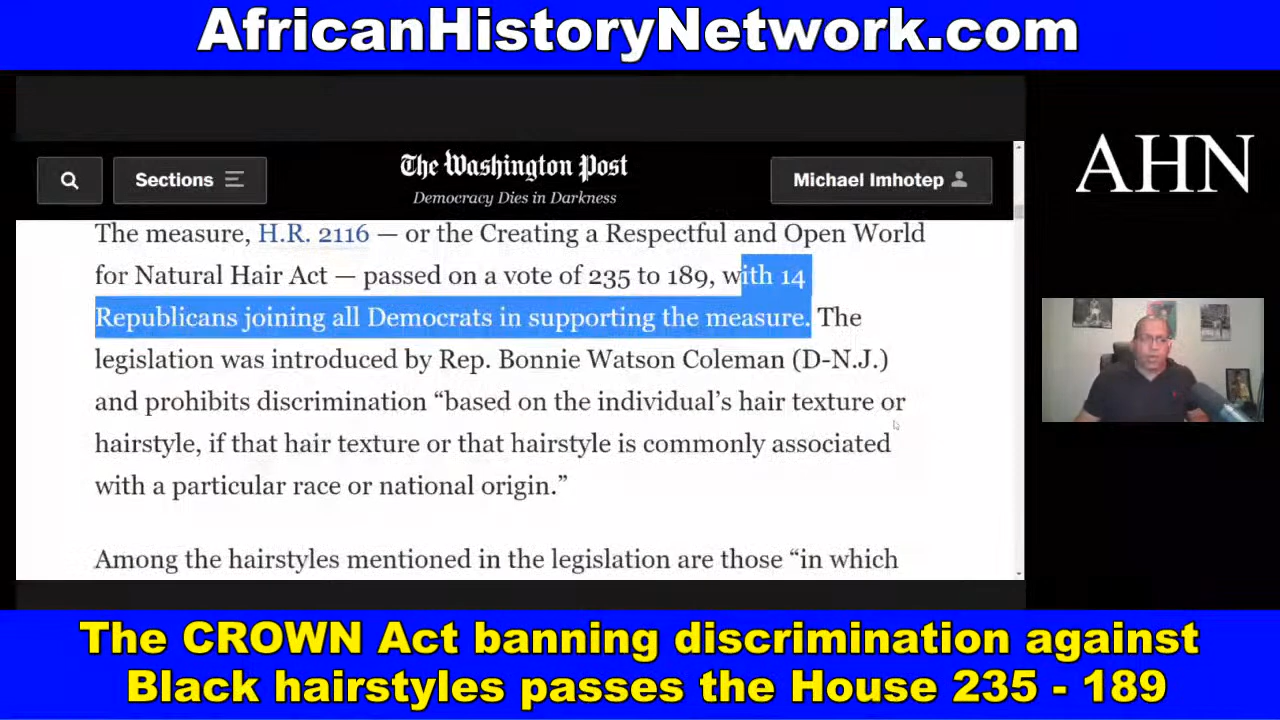 AfricanHistoryNetwork.com
AHN
The Washington Post
Sections
Michael Imhotep
Democracy Dies in Darkness
The measure, H.R. 2116 — or the Creating a Respectful and Open World
for Natural Hair Act — passed on a vote of 235 to 189, with 14
Republicans joining all Democrats in supporting the measure. The
legislation was introduced by Rep. Bonnie Watson Coleman (D-N.J.)
and prohibits discrimination “based on the individual’s hair texture or
hairstyle, if that hair texture or that hairstyle is commonly associated
with a particular race or national origin.”
Among the hairstyles mentioned in the legislation are those “in which
The CROWN Act banning discrimination against
Black hairstyles passes the House 235 - 189